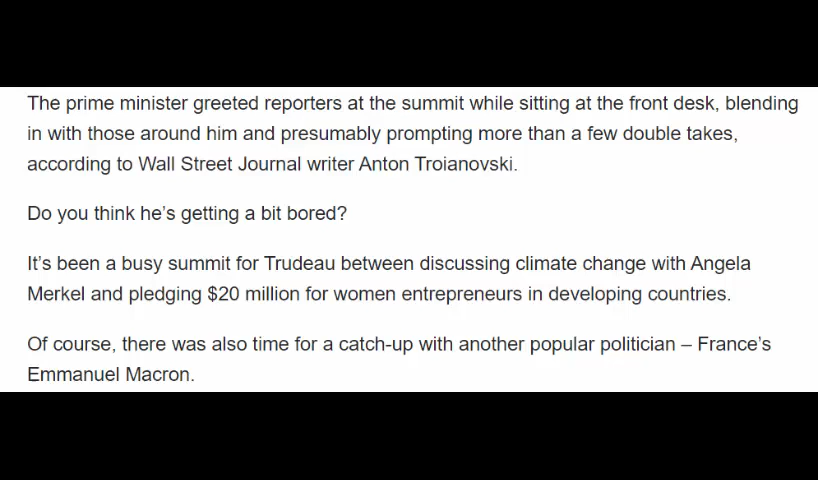 The prime minister greeted reporters at the summit while sitting at the front desk, blending
in with those around him and presumably prompting more than a few double takes,
according to Wall Street Journal writer Anton Troianovski.
Do you think he’s getting a bit bored?
It’s been a busy summit for Trudeau between discussing climate change with Angela
Merkel and pledging $20 million for women entrepreneurs in developing countries.
Of course, there was also time for a catch-up with another popular politician – France’s
Emmanuel Macron.